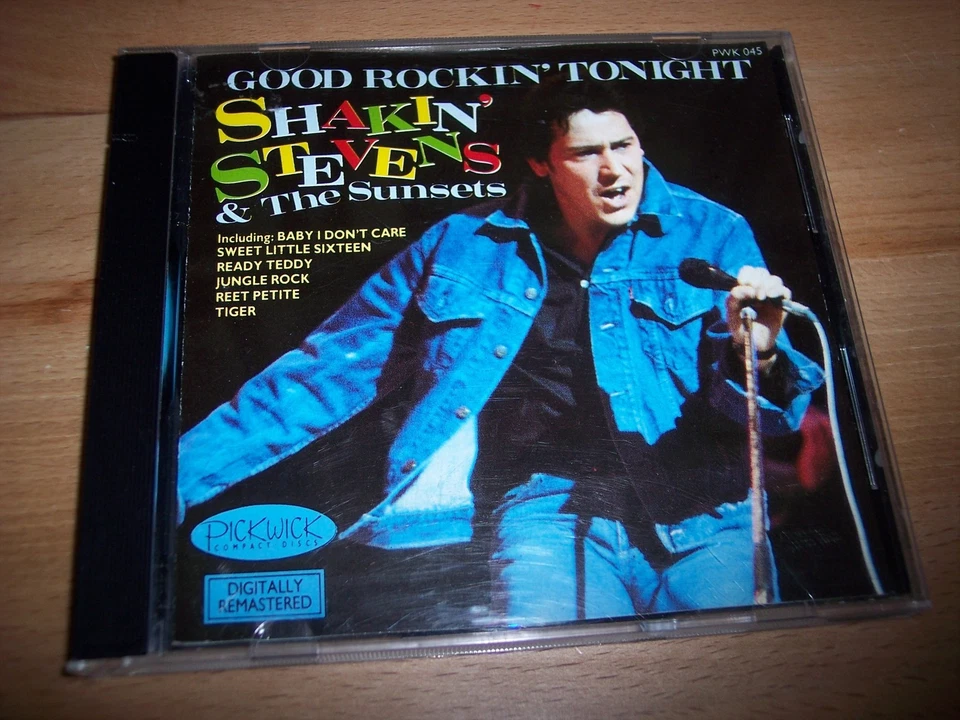 PWK 045
GOOD ROCKIN' TONIGHT
SHAKIN'
STEVENS
& The Sunsets
Including: BABY I DON'T CARE
SWEET LITTLE SIXTEEN
READY TEDDY
JUNGLE ROCK
REET PETITE
TIGER
PICKWICK
COMPACT DISCS
DIGITALLY
REMASTERED